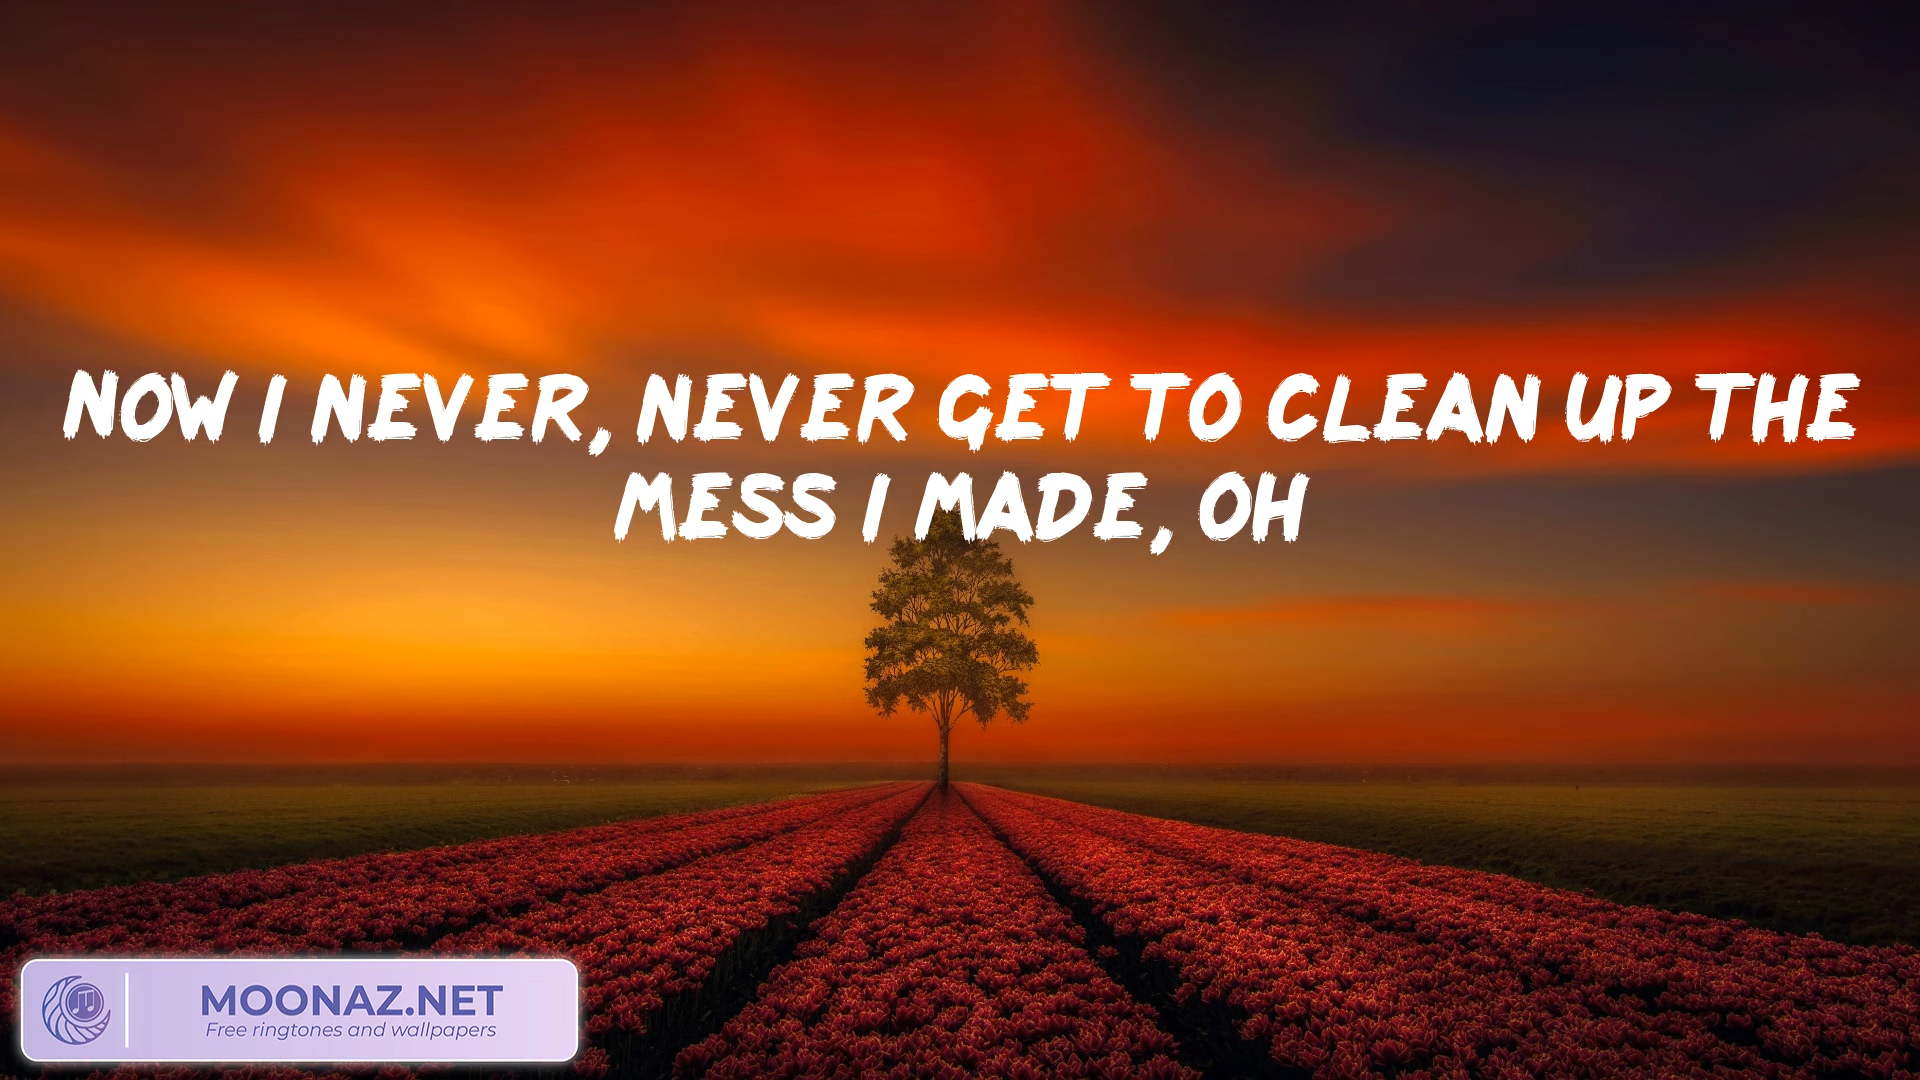 NOW I NEVER, NEVER GET TO CLEAN UP THE
MESS I MADE, OH
MOONAZ.NET
Free ringtones and wallpapers